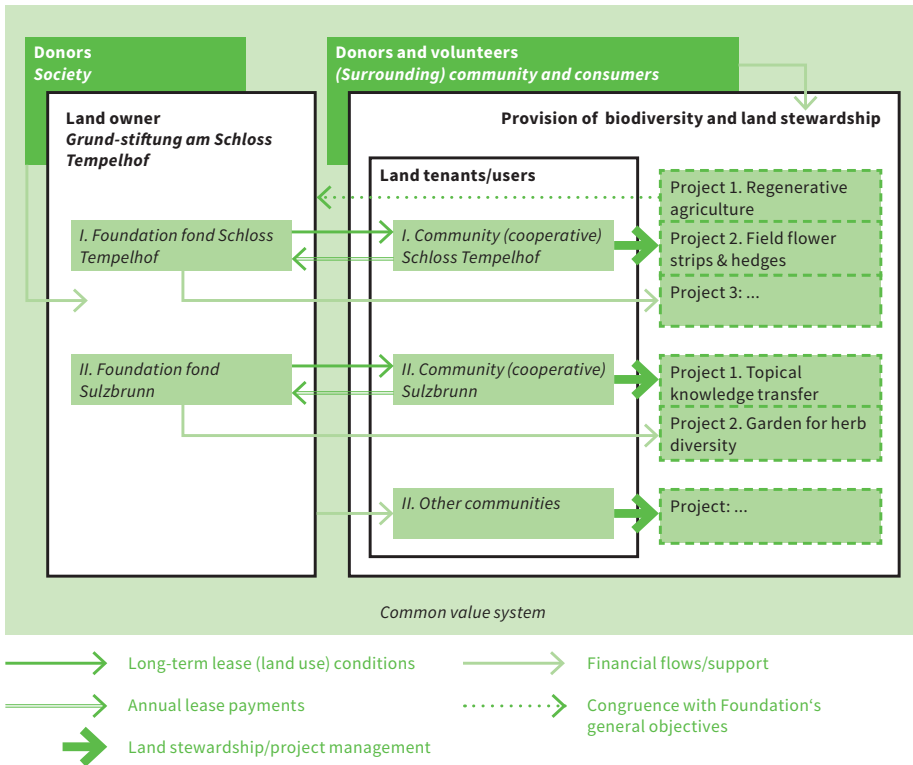 Donors
Society
Donors and volunteers
(Surrounding) community and consumers
Land owner
Grund-stiftung am Schloss
Tempelhof
Provision of biodiversity and land stewardship
Land tenants/users
Project 1. Regenerative
agriculture
I. Foundation fond Schloss
Tempelhof
I. Community (cooperative)
Schloss Tempelhof
Project 2. Field flower
strips & hedges
Project 3: ...
II. Foundation fond
Sulzbrunn
II. Community (cooperative)
Sulzbrunn
Project 1. Topical
knowledge transfer
Project 2. Garden for herb
diversity
II. Other communities
Project: ...
Common value system
Long-term lease (land use) conditions
Financial flows/support
Annual lease payments
Congruence with Foundation‘s
general objectives
Land stewardship/project management